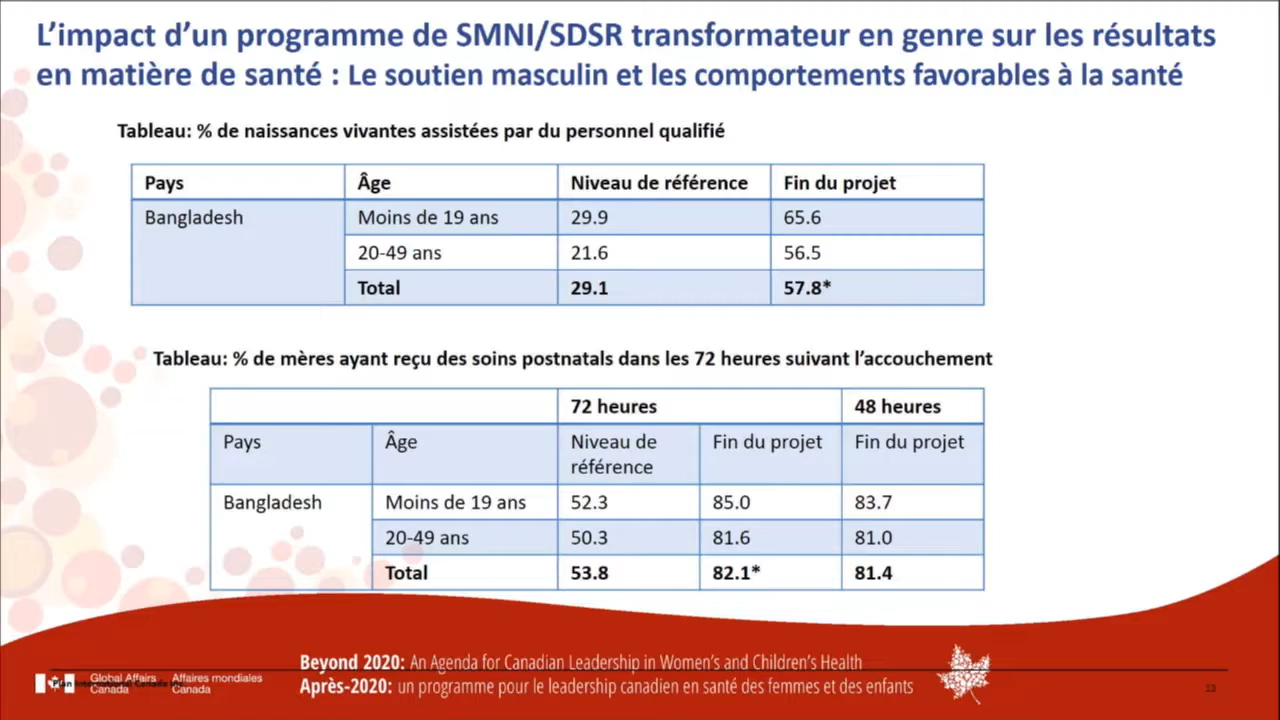 L’impact d’un programme de SMNI/SDSR transformateur en genre sur les résultats
en matière de santé : Le soutien masculin et les comportements favorables à la santé
Tableau: % de naissances vivantes assistées par du personnel qualifié
Pays Âge Niveau de référence Fin du projet
Bangladesh Moins de 19 ans 29.9 65.6
20-49 ans 21.6 56.5
Total 29.1 57.8*
Tableau: % de mères ayant reçu des soins postnatals dans les 72 heures suivant l’accouchement
72 heures 48 heures
Pays Âge Niveau de référence Fin du projet Fin du projet
Bangladesh Moins de 19 ans 52.3 85.0 83.7
20-49 ans 50.3 81.6 81.0
Total 53.8 82.1* 81.4
Beyond 2020: An Agenda for Canadian Leadership in Women’s and Children’s Health
Après-2020: un programme pour le leadership canadien en santé des femmes et des enfants
Global Affairs Affaires mondiales
Canada Canada
Plan International Canada
13